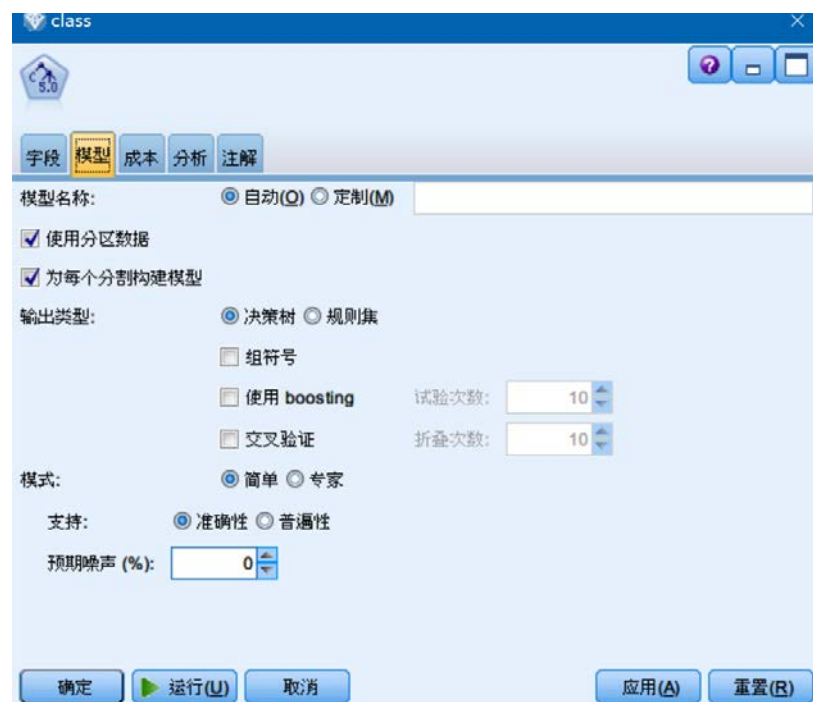 class
C 5.0
字段 模型 成本 分析 注解
模型名称: 自动(O) 定制(M)
使用分区数据
为每个分割构建模型
输出类型: 决策树 规则集
组符号
使用 boosting 试验次数: 10
交叉验证 折叠次数: 10
模式: 简单 专家
支持: 准确性 普遍性
预期噪声 (%): 0
确定 运行(U) 取消 应用(A) 重置(R)